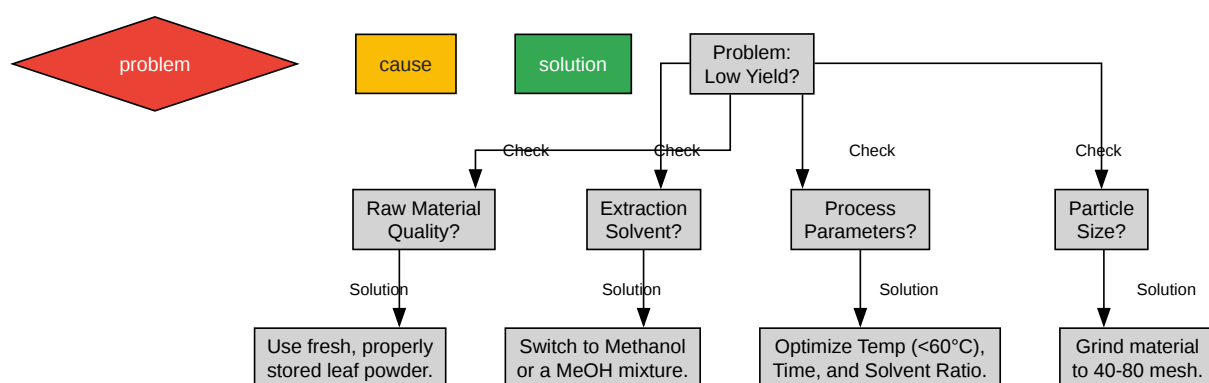 problem
cause
solution
Problem:
Low Yield?
Check
Check
Check
Check
Raw Material
Quality?
Extraction
Solvent?
Process
Parameters?
Particle
Size?
Solution
Solution
Solution
Solution
Use fresh, properly
stored leaf powder.
Switch to Methanol
or a MeOH mixture.
Optimize Temp (<60°C),
Time, and Solvent Ratio.
Grind material
to 40-80 mesh.